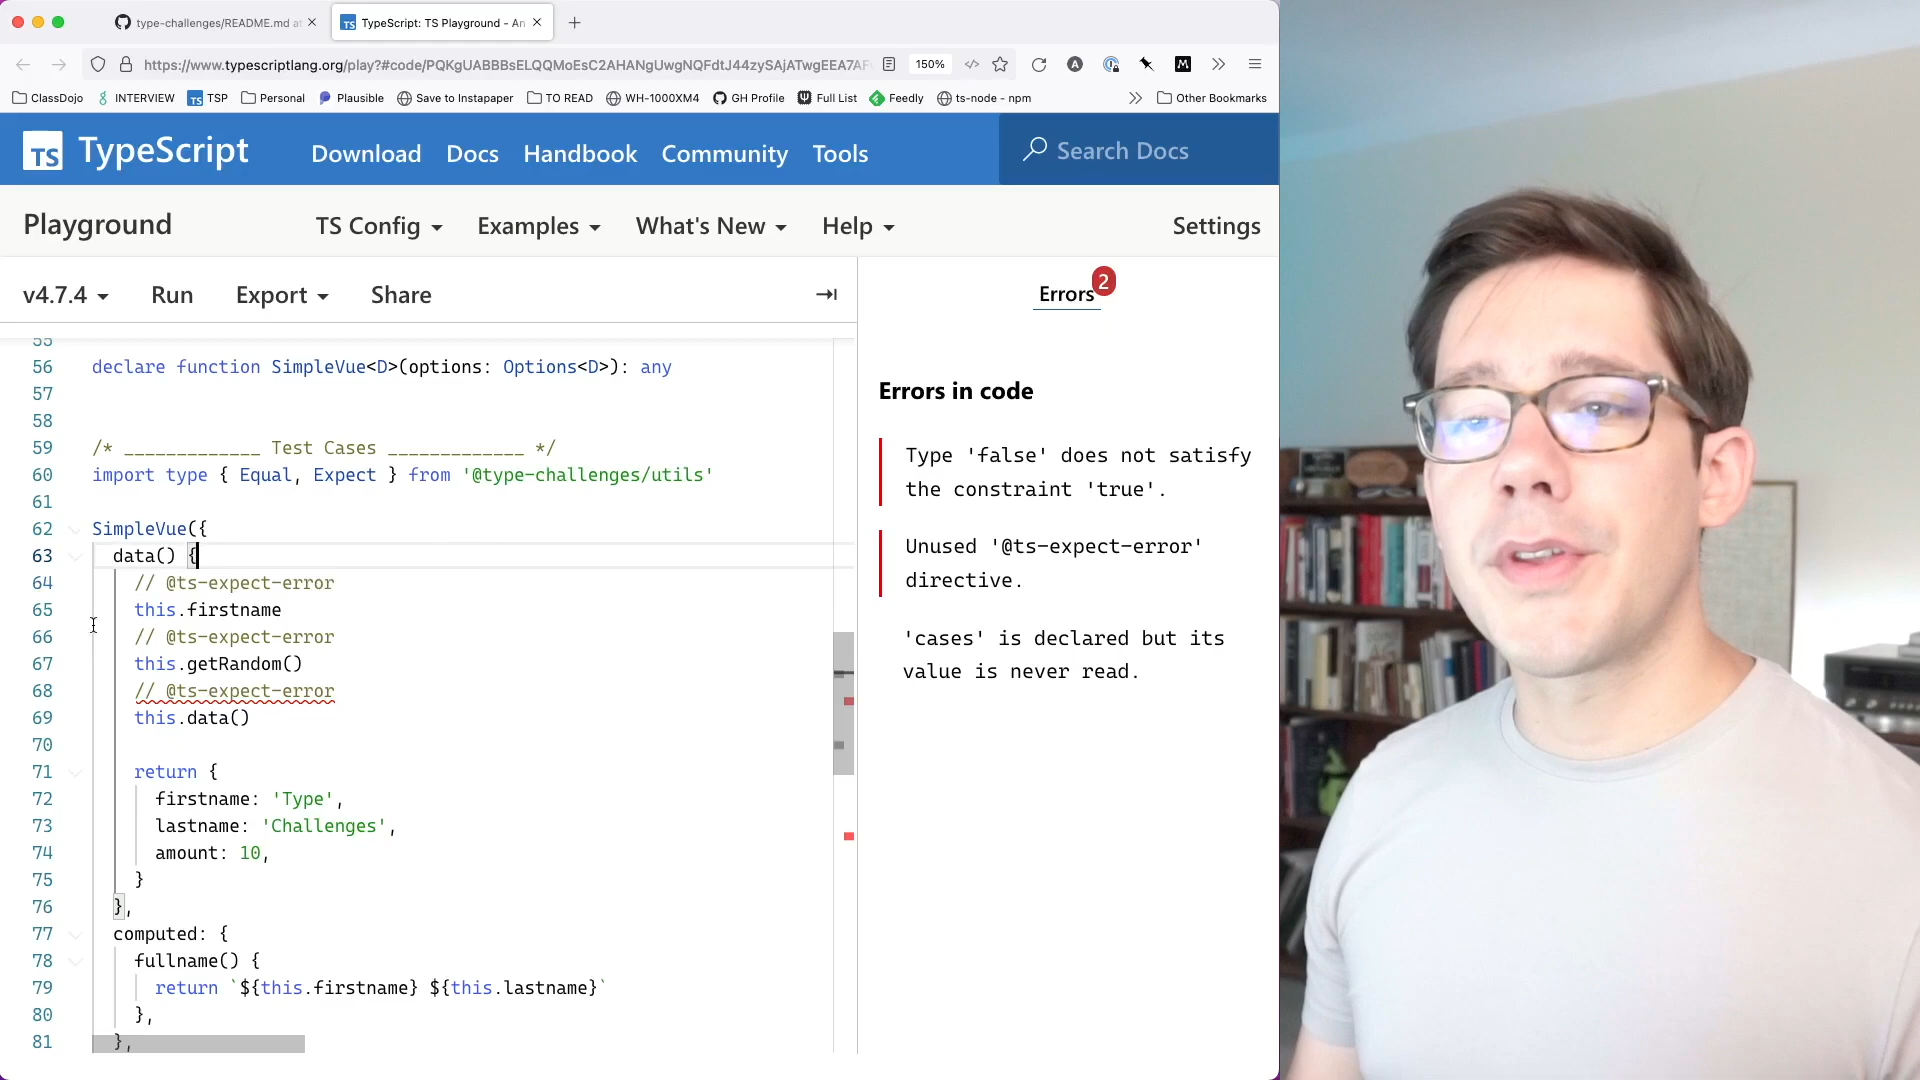 type-challenges/README.md at
TS TypeScript: TS Playground - An
https://www.typescriptlang.org/play?#code/PQKgUABBBsELQQMoEsC2AHANgUwgNQFdtJ44zySAjATwgEEA7AF
150%
ClassDojo INTERVIEW TS TSP Personal Plausible Save to Instapaper TO READ WH-1000XM4 GH Profile Full List Feedly ts-node - npm Other Bookmarks
TS TypeScript Download Docs Handbook Community Tools Search Docs
Playground TS Config Examples What's New Help Settings
v4.7.4 Run Export Share
Errors 2
Errors in code
Type 'false' does not satisfy
the constraint 'true'.
Unused '@ts-expect-error'
directive.
'cases' is declared but its
value is never read.
55
56 declare function SimpleVue<D>(options: Options<D>): any
57
58
59 /* _____________ Test Cases _____________ */
60 import type { Equal, Expect } from '@type-challenges/utils'
61
62 SimpleVue({
63 data() {
64 // @ts-expect-error
65 this.firstname
66 // @ts-expect-error
67 this.getRandom()
68 // @ts-expect-error
69 this.data()
70
71 return {
72 firstname: 'Type',
73 lastname: 'Challenges',
74 amount: 10,
75 }
76 },
77 computed: {
78 fullname() {
79 return `${this.firstname} ${this.lastname}`
80 },
81 },